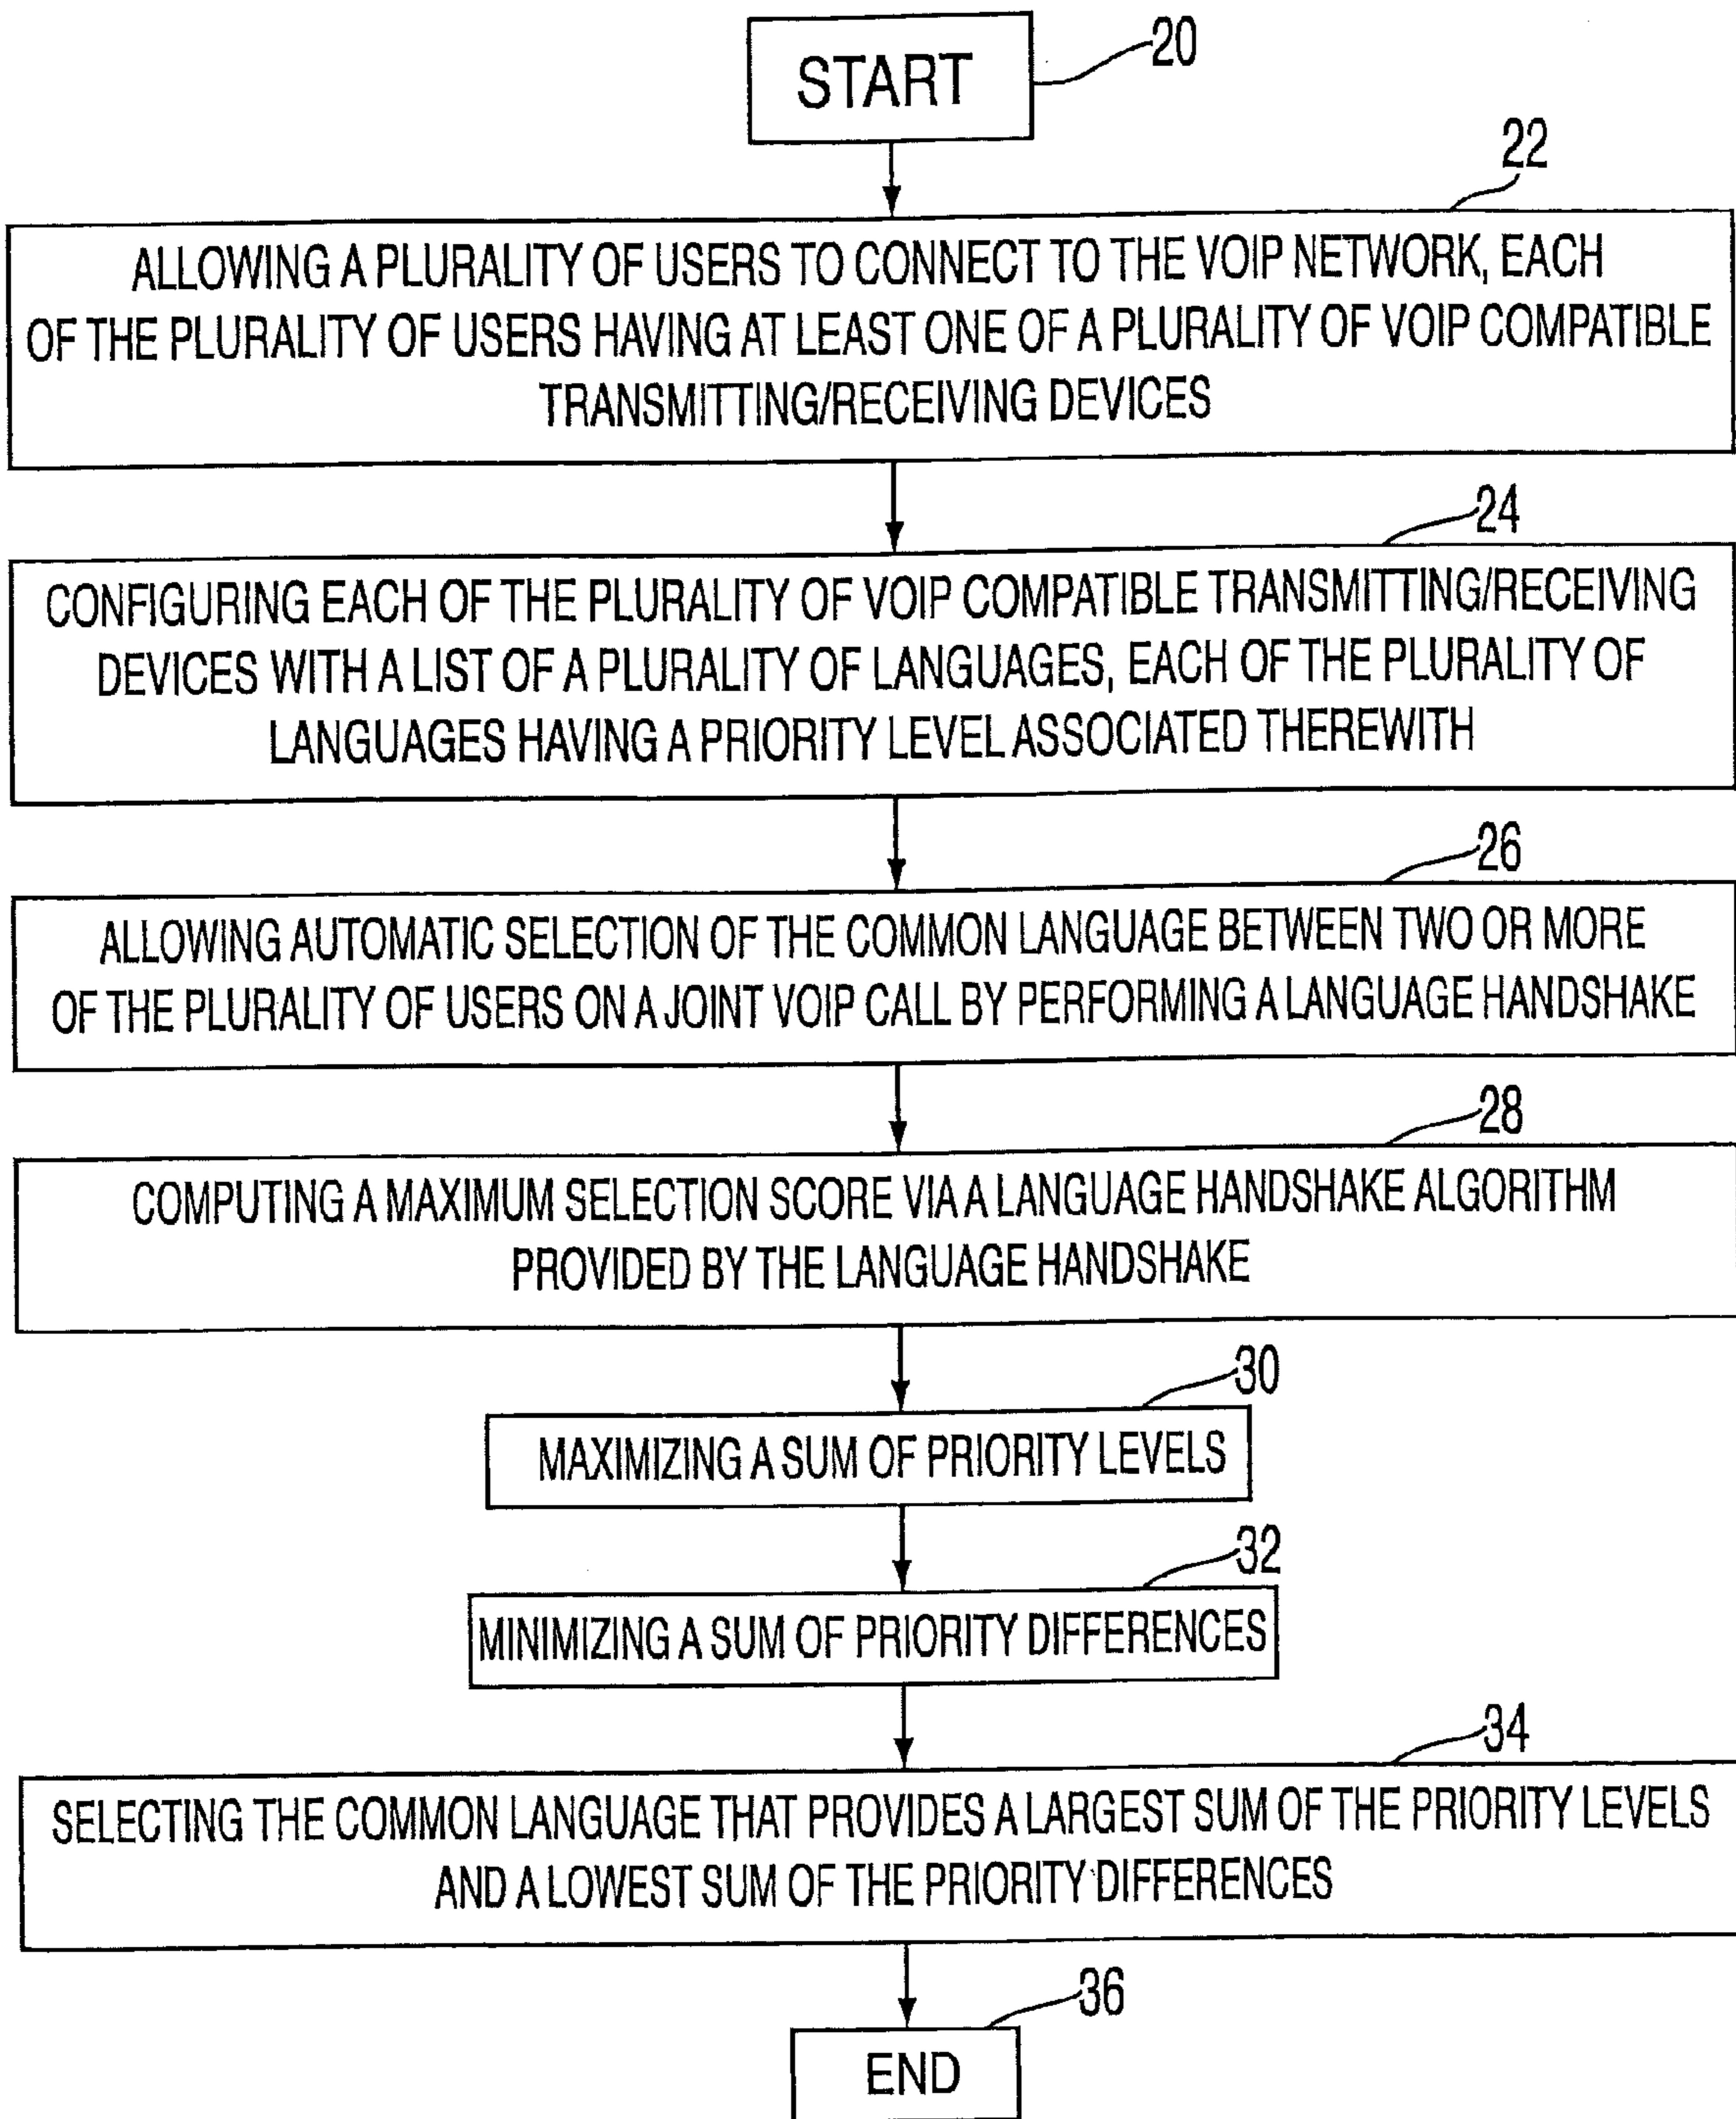 START
20
22
ALLOWING A PLURALITY OF USERS TO CONNECT TO THE VOIP NETWORK, EACH
OF THE PLURALITY OF USERS HAVING AT LEAST ONE OF A PLURALITY OF VOIP COMPATIBLE
TRANSMITTING/RECEIVING DEVICES
24
CONFIGURING EACH OF THE PLURALITY OF VOIP COMPATIBLE TRANSMITTING/RECEIVING
DEVICES WITH A LIST OF A PLURALITY OF LANGUAGES, EACH OF THE PLURALITY OF
LANGUAGES HAVING A PRIORITY LEVEL ASSOCIATED THEREWITH
26
ALLOWING AUTOMATIC SELECTION OF THE COMMON LANGUAGE BETWEEN TWO OR MORE
OF THE PLURALITY OF USERS ON A JOINT VOIP CALL BY PERFORMING A LANGUAGE HANDSHAKE
28
COMPUTING A MAXIMUM SELECTION SCORE VIA A LANGUAGE HANDSHAKE ALGORITHM
PROVIDED BY THE LANGUAGE HANDSHAKE
30
MAXIMIZING A SUM OF PRIORITY LEVELS
32
MINIMIZING A SUM OF PRIORITY DIFFERENCES
34
SELECTING THE COMMON LANGUAGE THAT PROVIDES A LARGEST SUM OF THE PRIORITY LEVELS
AND A LOWEST SUM OF THE PRIORITY DIFFERENCES
36
END